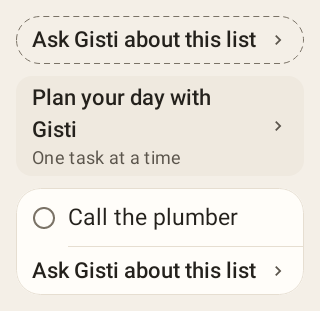 Ask Gisti about this list
Plan your day with
Gisti
One task at a time
Call the plumber
Ask Gisti about this list